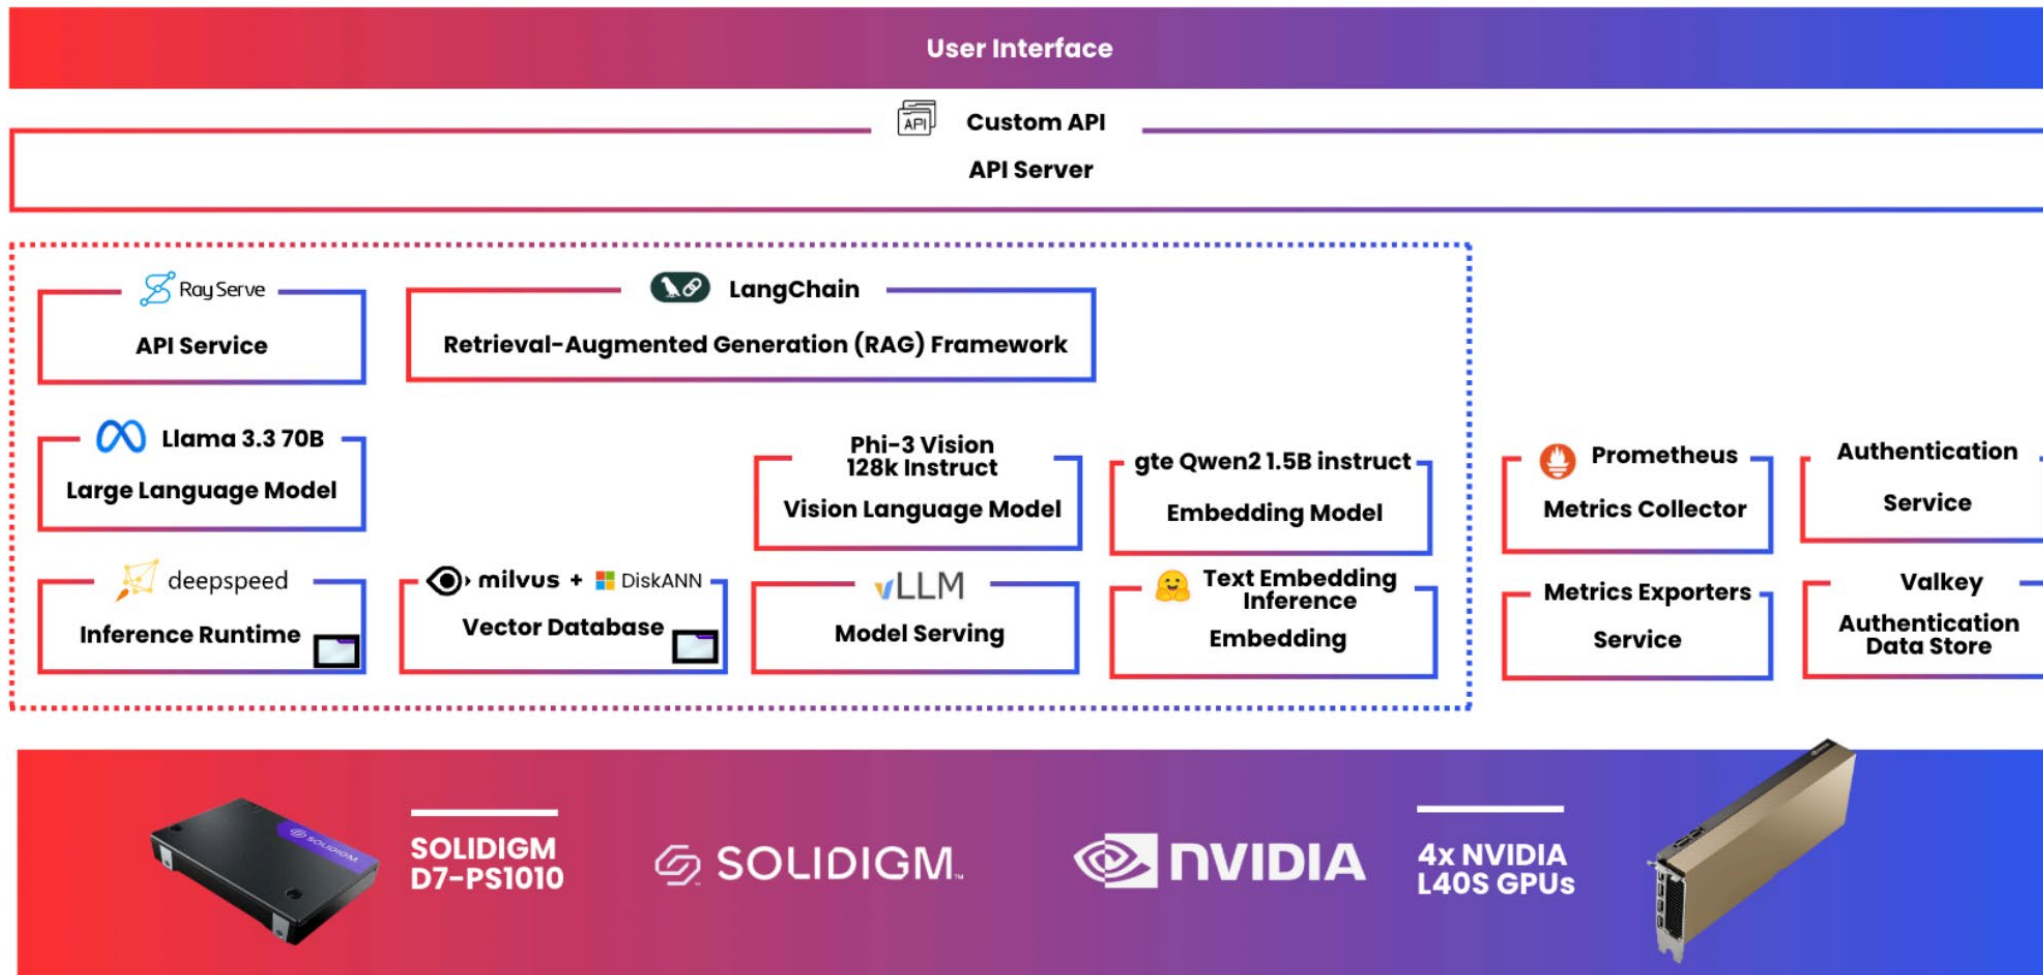 User Interface
API
Custom API
API Server
Ray Serve
API Service
LangChain
Retrieval-Augmented Generation (RAG) Framework
Llama 3.3 70B
Large Language Model
Phi-3 Vision
128k Instruct
Vision Language Model
gte Qwen2 1.5B instruct
Embedding Model
Prometheus
Metrics Collector
Authentication
Service
deepspeed
Inference Runtime
milvus + DiskANN
Vector Database
vLLM
Model Serving
Text Embedding
Inference
Embedding
Metrics Exporters
Service
Valkey
Authentication
Data Store
SOLIDIGM
SOLIDIGM
D7-PS1010
SOLIDIGM™
NVIDIA
4x NVIDIA
L40S GPUs